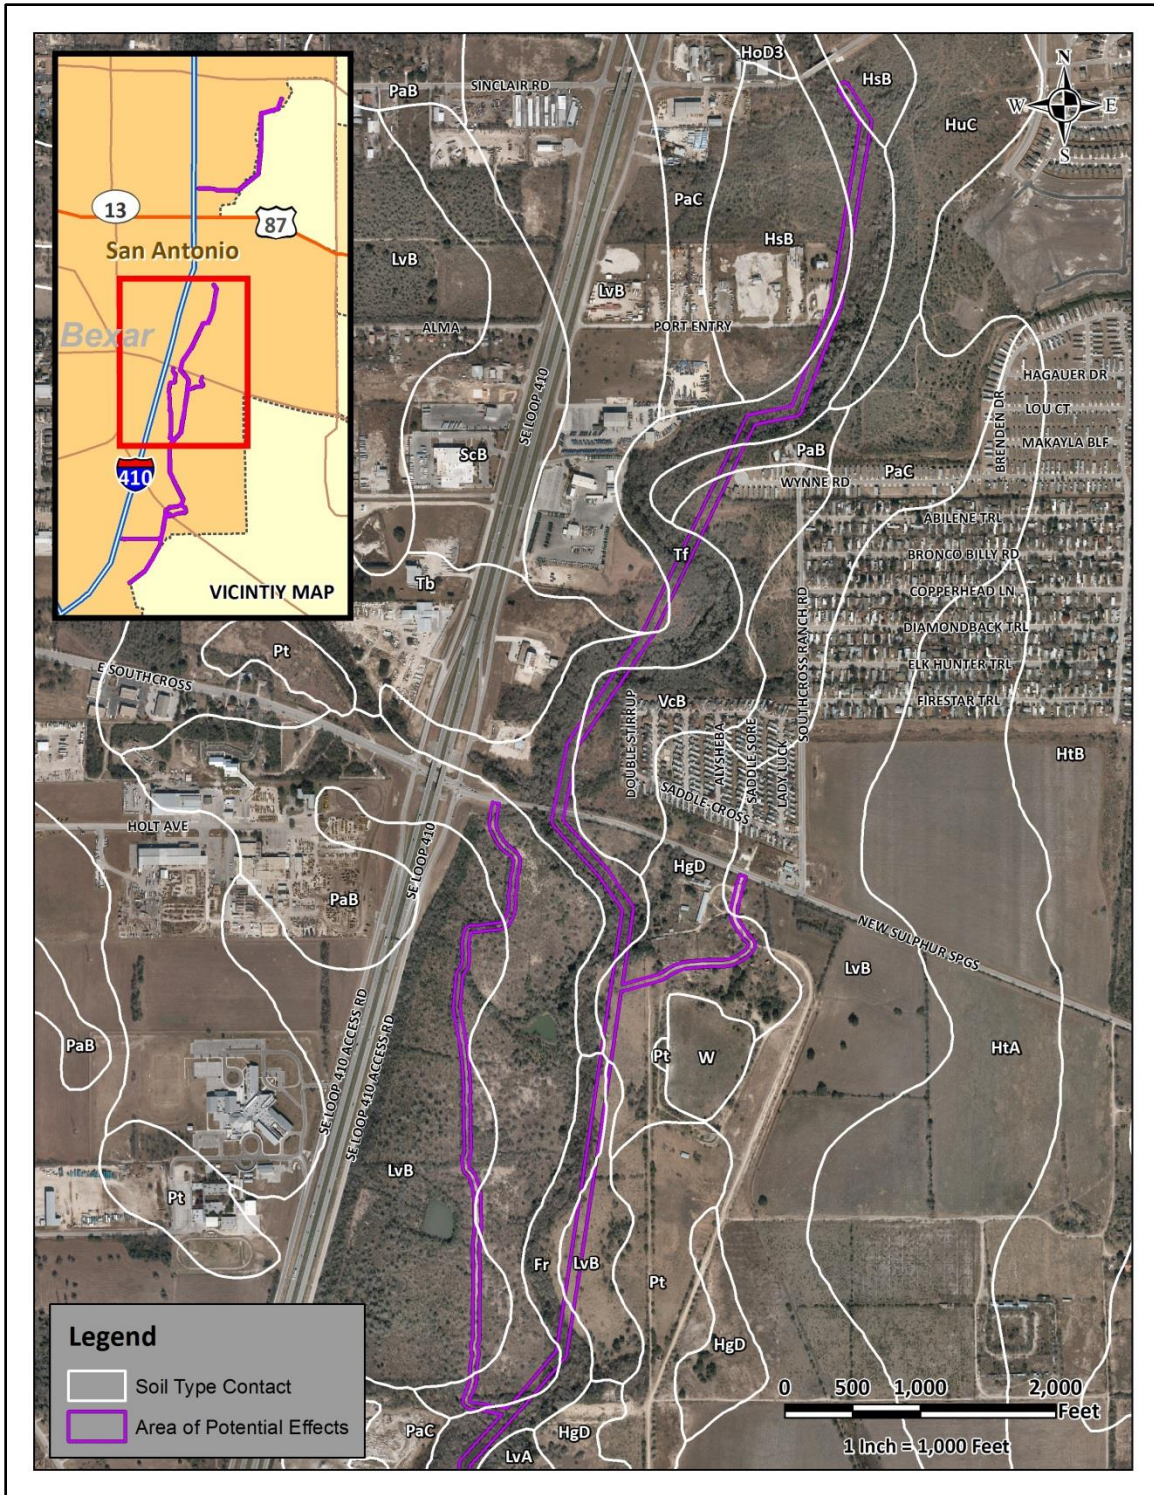 HoD3
N
PaB
SINCLAIR RD
HsB
W
E
HuC
S
13
87
PaC
San Antonio
HsB
LvB
LvB
Bexar
ALMA
PORT ENTRY
SE LOOP 410
HAGAUER DR
BRENDEN DR
LOU CT
MAKAYLA BLF
ScB
PaB
PaC
410
WYNNE RD
ABILENE TRL
Tf
BRONCO BILLY RD
VICINTIY MAP
Tb
COPPERHEAD LN
SOUTHCROSS RANCH RD
DIAMONDBACK TRL
Pt
ELK HUNTER TRL
E SOUTHCROSS
FIRESTAR TRL
VcB
DOUBLE STIRRUP
ALYSHEBA
SADDLE SORE
LADY LUCK
HtB
SADDLE CROSS
HOLT AVE
SE LOOP 410
HgD
PaB
NEW SULPHUR SPGS
LvB
SE LOOP 410 ACCESS RD
SE LOOP 410 ACCESS RD
PaB
Pt
W
HtA
LvB
Pt
Fr
LvB
Pt
HgD
Legend
Soil Type Contact
Area of Potential Effects
0 500 1,000 2,000
Feet
1 Inch = 1,000 Feet
PaC
HgD
LvA